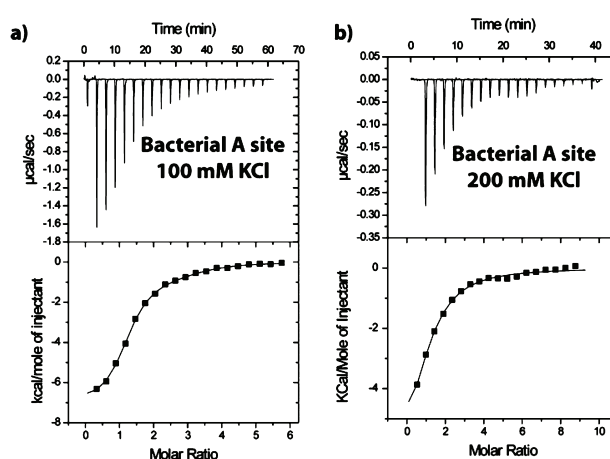 a)
Time (min)
0 10 20 30 40 50 60 70
0.2
0.0
-0.2
-0.4
-0.6
-0.8
-1.0
-1.2
-1.4
-1.6
-1.8
µcal/sec
Bacterial A site
100 mM KCl
0
-2
-4
-6
-8
kcal/mole of injectant
0 1 2 3 4 5 6
Molar Ratio
b)
Time (min)
0 10 20 30 40
0.05
0.00
-0.05
-0.10
-0.15
-0.20
-0.25
-0.30
-0.35
µcal/sec
Bacterial A site
200 mM KCl
0
-2
-4
KCal/Mole of Injectant
0 2 4 6 8 10
Molar Ratio